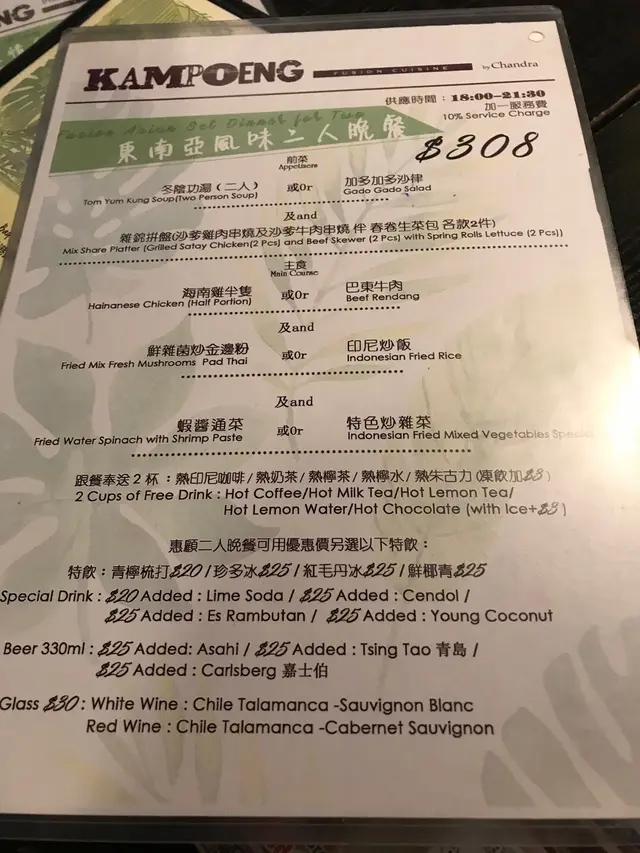 KAMPOENG FUSION CUISINE by Chandra
供應時間：18:00-21:30
加一服務費
10% Service Charge
Fusion Asian Set Dinner for Two
東南亞風味二人晚餐
$308
前菜
Appetizers
冬陰功湯（二人） 或Or 加多加多沙律
Tom Yum Kung Soup(Two Person Soup) Gado Gado Salad
及and
雜錦拼盤(沙爹雞肉串燒及沙爹牛肉串燒 伴 春卷生菜包 各款2件)
Mix Share Platter (Grilled Satay Chicken(2 Pcs) and Beef Skewer (2 Pcs) with Spring Rolls Lettuce (2 Pcs))
主食
Main Course
海南雞半隻 或Or 巴東牛肉
Hainanese Chicken (Half Portion) Beef Rendang
及and
鮮雜菌炒金邊粉 或Or 印尼炒飯
Fried Mix Fresh Mushrooms Pad Thai Indonesian Fried Rice
及and
蝦醬通菜 或Or 特色炒雜菜
Fried Water Spinach with Shrimp Paste Indonesian Fried Mixed Vegetables Special
跟餐奉送 2 杯：熱印尼咖啡/熱奶茶/熱檸茶/熱檸水/熱朱古力 (凍飲加$3)
2 Cups of Free Drink : Hot Coffee/Hot Milk Tea/Hot Lemon Tea/
Hot Lemon Water/Hot Chocolate (with Ice+$3)
惠顧二人晚餐可用優惠價另選以下特飲：
特飲：青檸梳打$20/珍多冰$25/紅毛丹冰$25/鮮椰青$25
Special Drink : $20 Added : Lime Soda / $25 Added : Cendol /
$25 Added : Es Rambutan / $25 Added : Young Coconut
Beer 330ml : $25 Added: Asahi / $25 Added : Tsing Tao 青島 /
$25 Added : Carlsberg 嘉士伯
Glass $30 : White Wine : Chile Talamanca -Sauvignon Blanc
Red Wine : Chile Talamanca -Cabernet Sauvignon